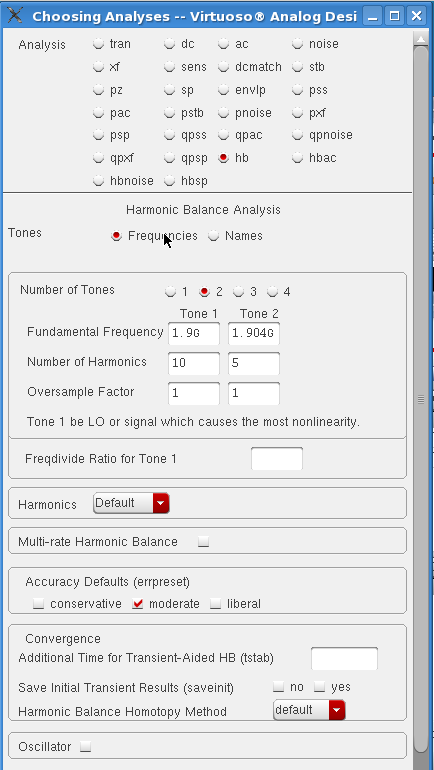 Choosing Analyses -- Virtuoso® Analog Desi
Analysis tran dc ac noise
xf sens dcmatch stb
pz sp envlp pss
pac pstb pnoise pxf
psp qpss qpac qpnoise
qpxf qpsp hb hbac
hbnoise hbsp
Harmonic Balance Analysis
Tones Frequencies Names
Number of Tones 1 2 3 4
Tone 1 Tone 2
Fundamental Frequency 1.9G 1.904G
Number of Harmonics 10 5
Oversample Factor 1 1
Tone 1 be LO or signal which causes the most nonlinearity.
Freqdivide Ratio for Tone 1
Harmonics Default
Multi-rate Harmonic Balance
Accuracy Defaults (errpreset)
conservative moderate liberal
Convergence
Additional Time for Transient-Aided HB (tstab)
Save Initial Transient Results (saveinit) no yes
Harmonic Balance Homotopy Method default
Oscillator